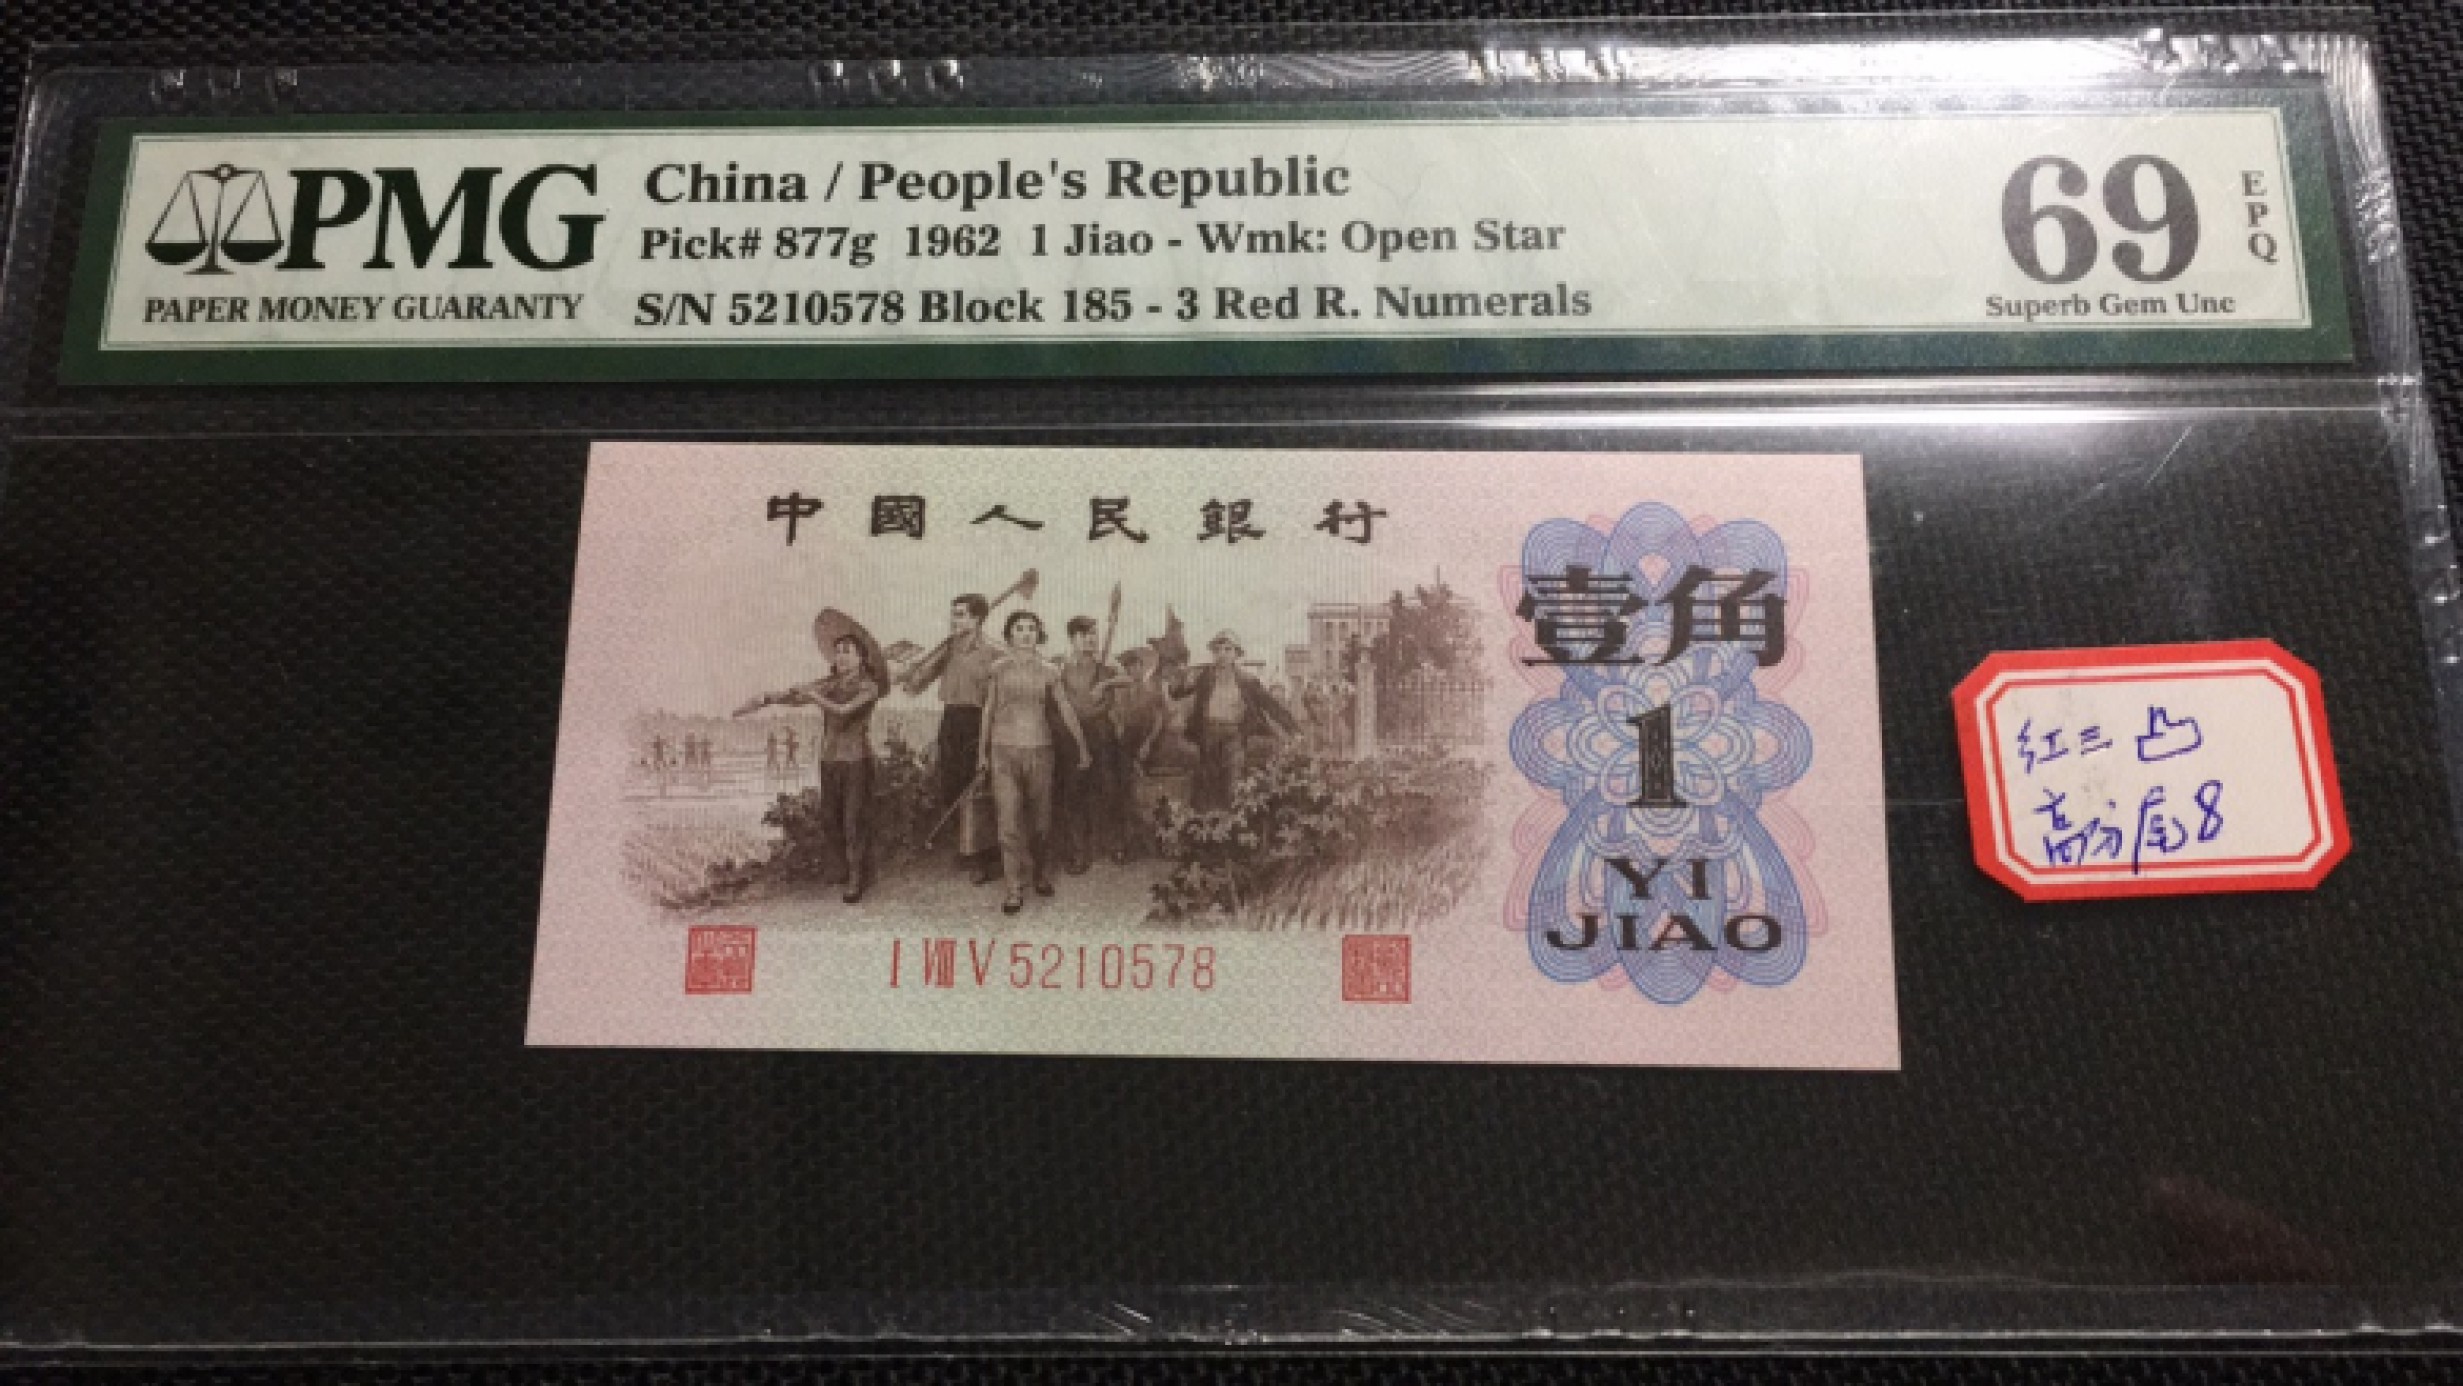 PMG
PAPER MONEY GUARANTY
China / People's Republic
Pick# 877g 1962 1 Jiao - Wmk: Open Star
S/N 5210578 Block 185 - 3 Red R. Numerals
69
EPQ
Superb Gem Unc
中國人民銀行
壹角
1
YI
JIAO
I VIII V 5210578
红三凸
高分尾8